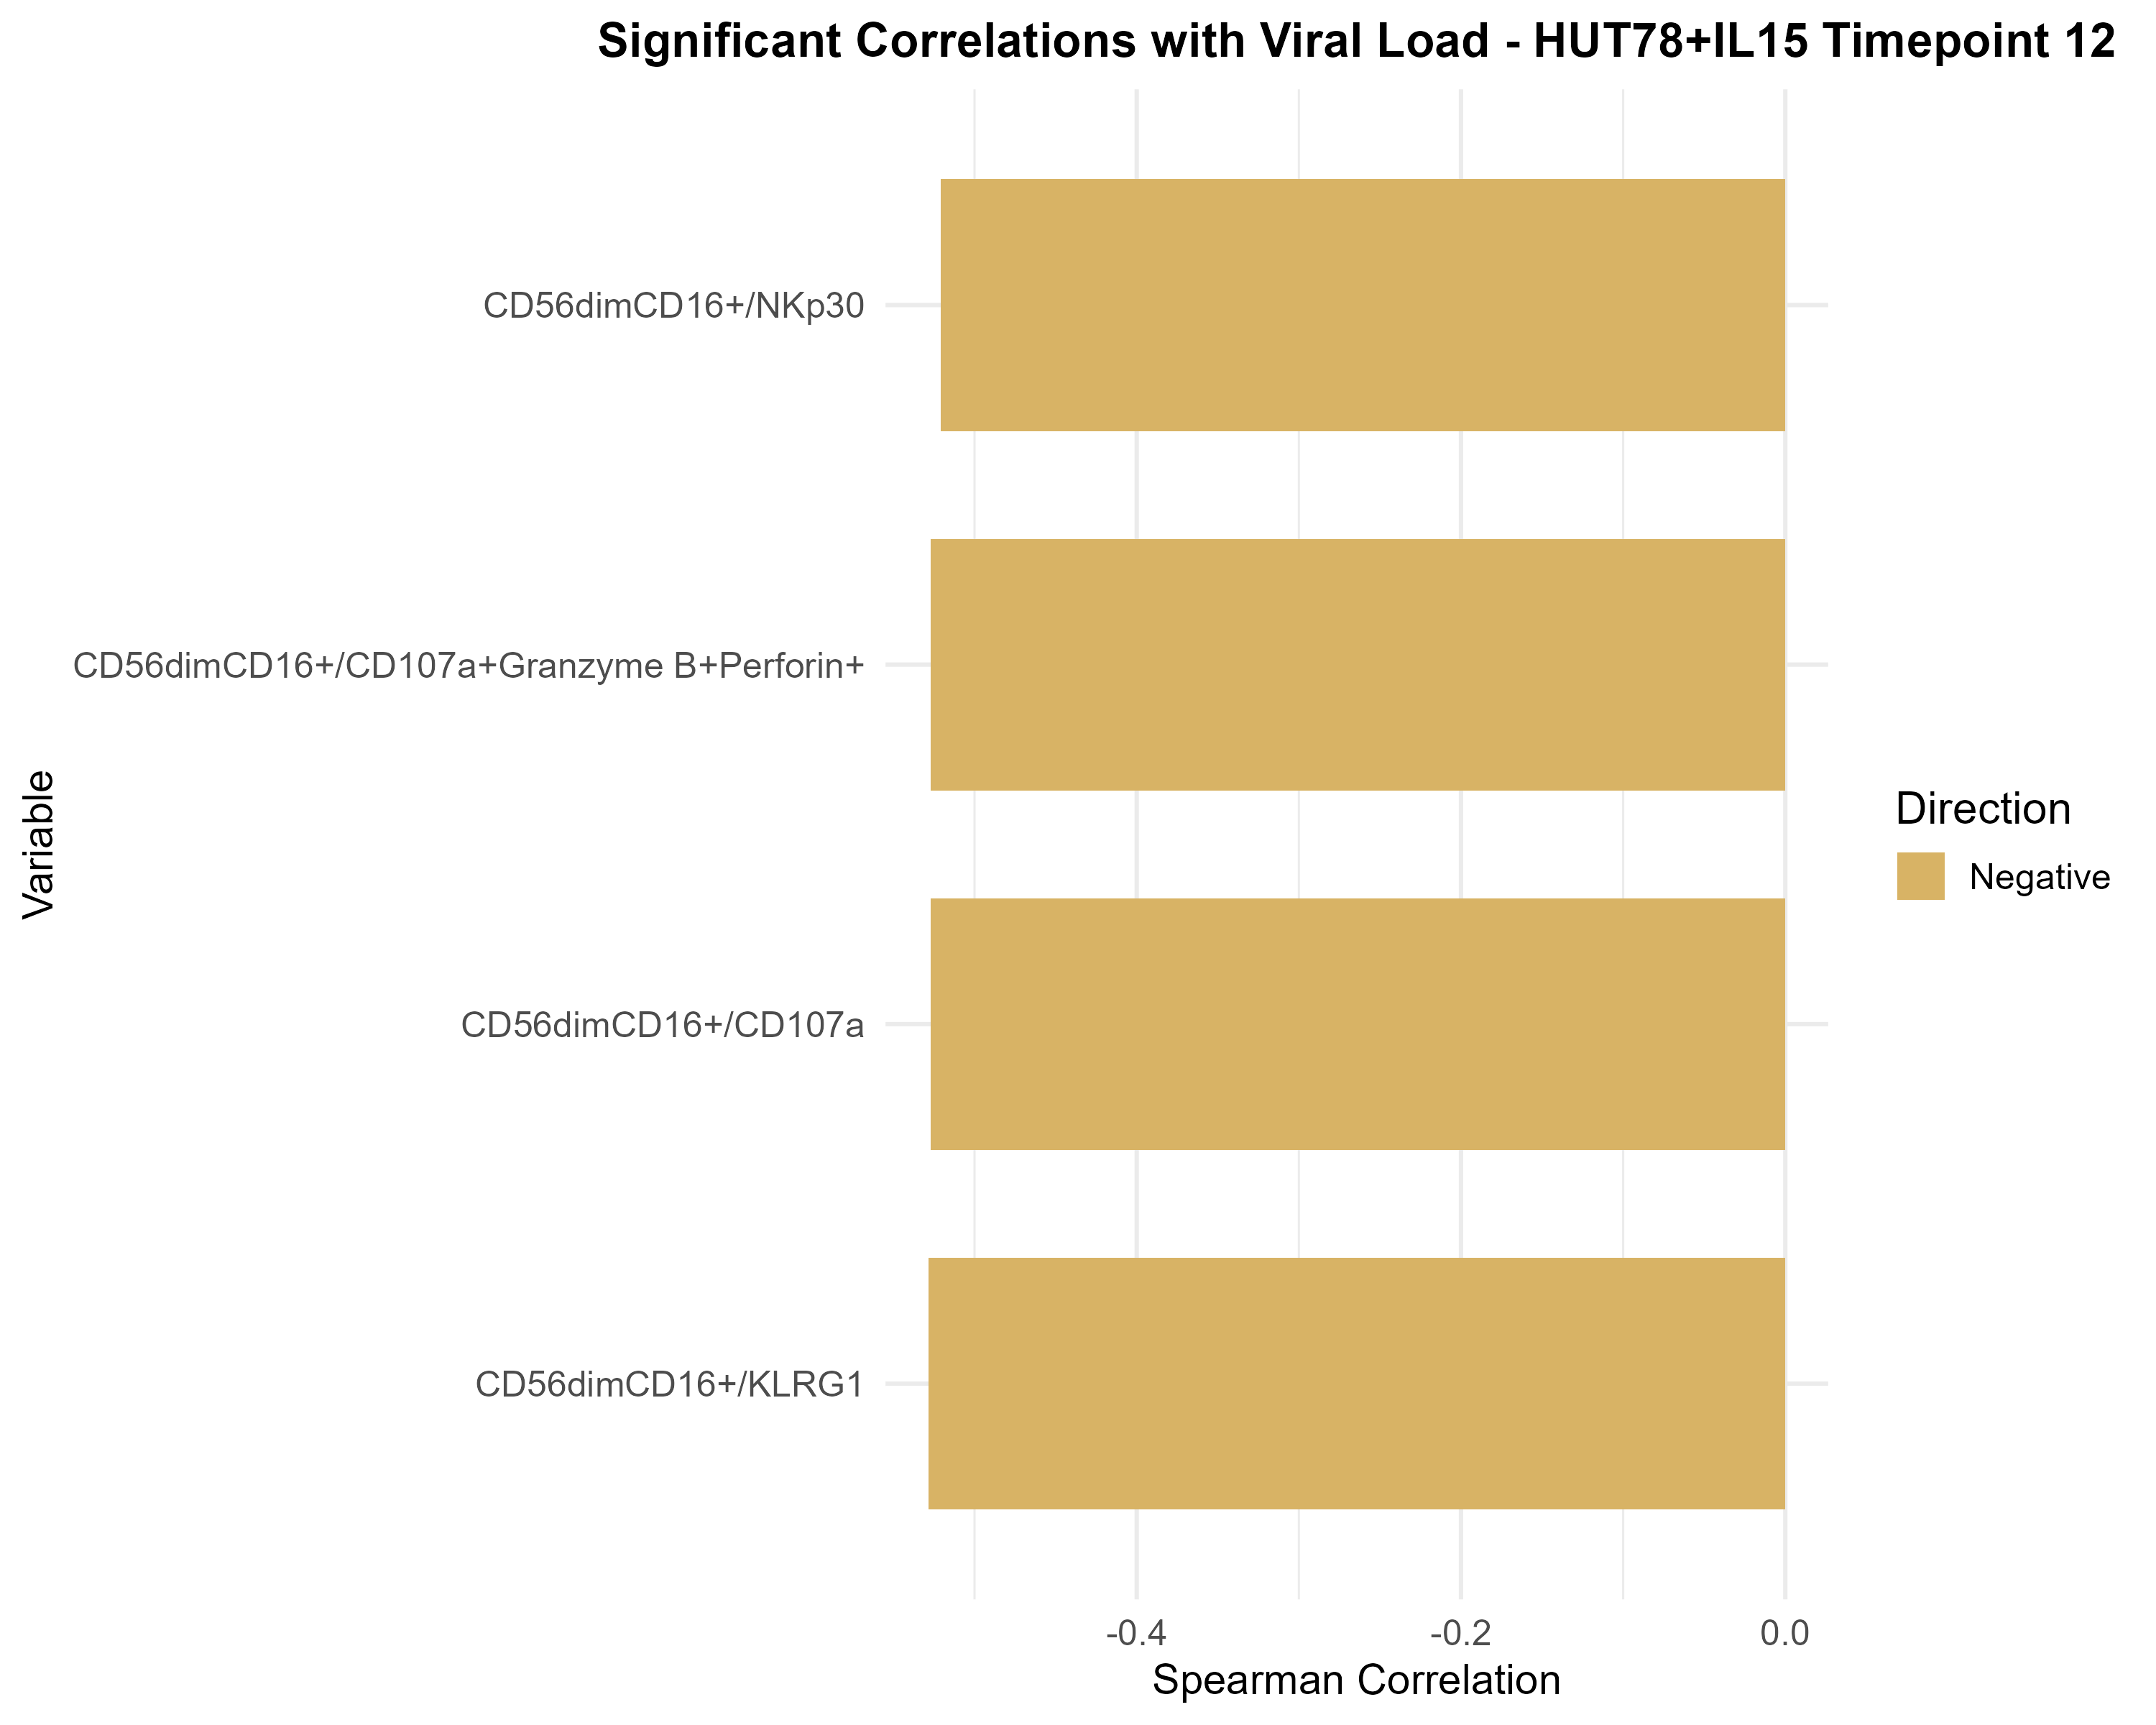 Significant Correlations with Viral Load - HUT78+IL15 Timepoint 12
Variable
CD56dimCD16+/NKp30
CD56dimCD16+/CD107a+Granzyme B+Perforin+
CD56dimCD16+/CD107a
CD56dimCD16+/KLRG1
-0.4
-0.2
0.0
Spearman Correlation
Direction
Negative